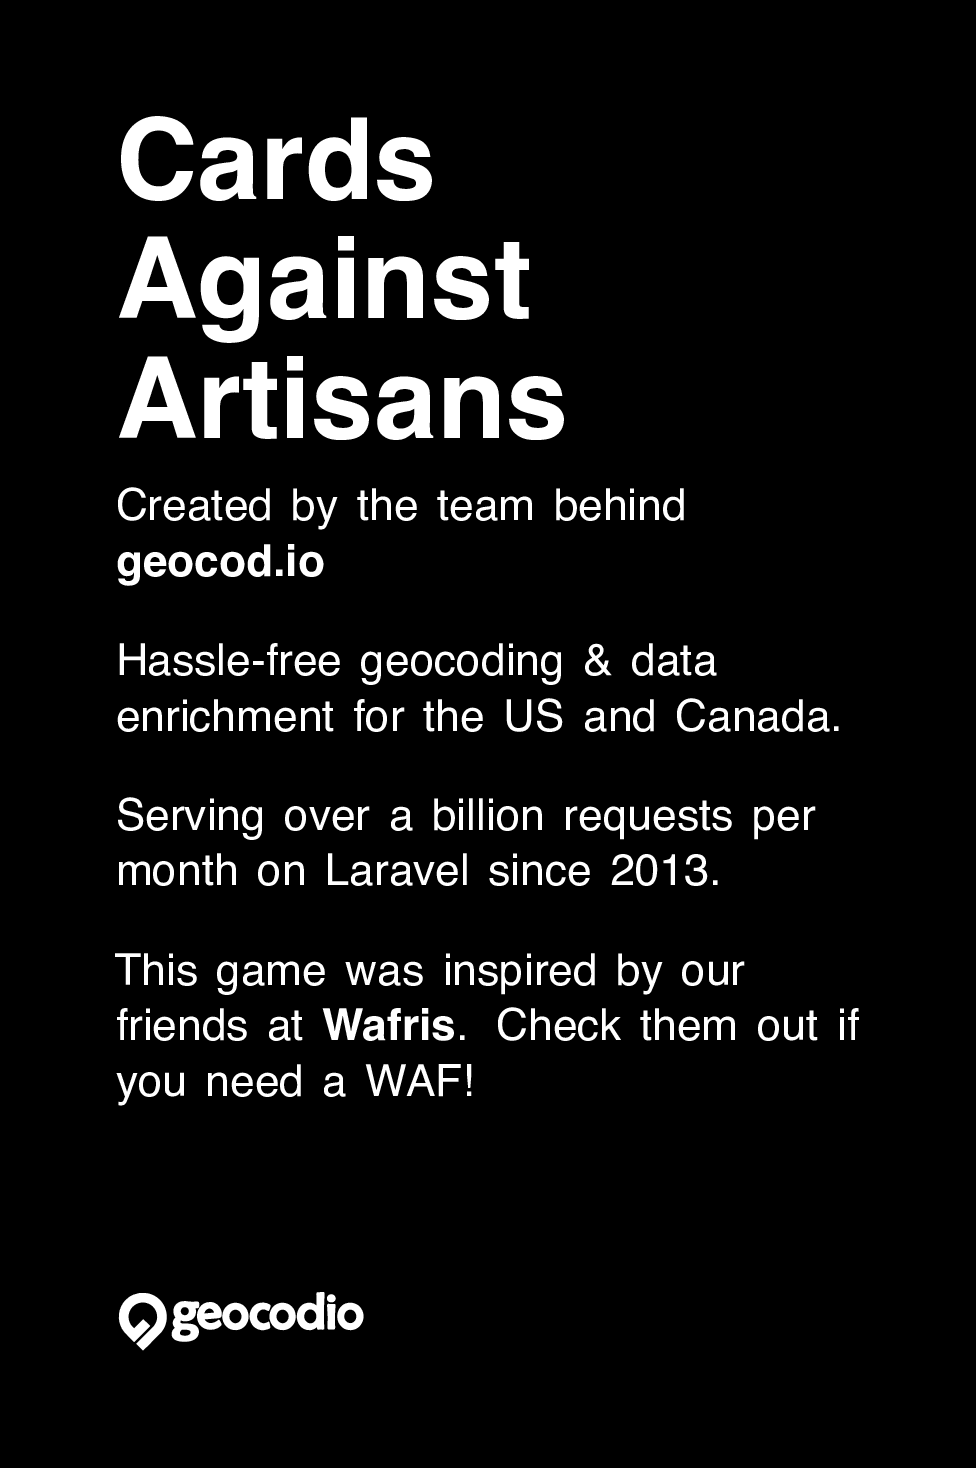 Cards
Against
Artisans
Created by the team behind
geocod.io
Hassle-free geocoding & data
enrichment for the US and Canada.
Serving over a billion requests per
month on Laravel since 2013.
This game was inspired by our
friends at Wafris. Check them out if
you need a WAF!
geocodio